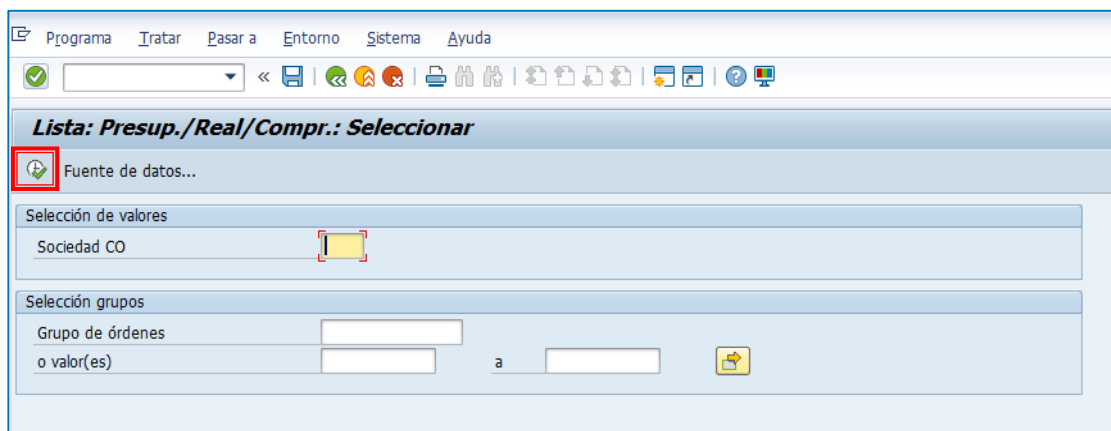 Programa Tratar Pasar a Entorno Sistema Ayuda
Lista: Presup./Real/Compr.: Seleccionar
Fuente de datos...
Selección de valores
Sociedad CO
Selección grupos
Grupo de órdenes
o valor(es) a